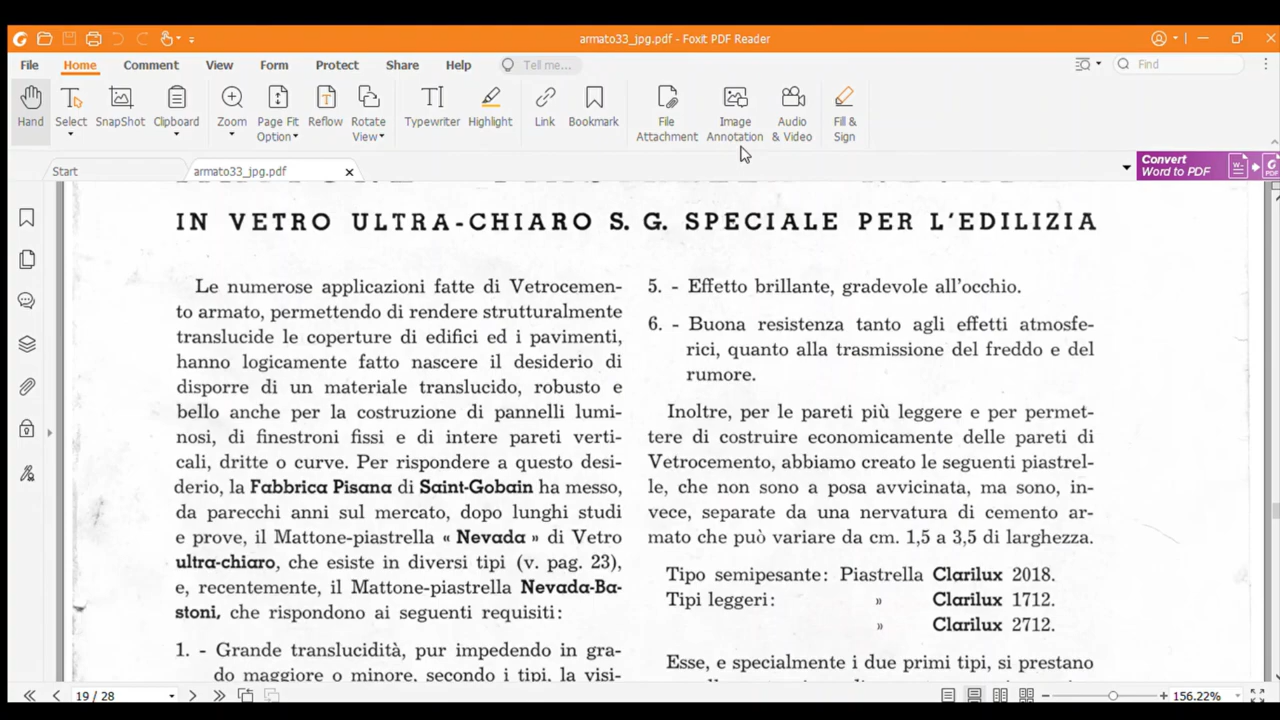 armato33_jpg.pdf - Foxit PDF Reader
File Home Comment View Form Protect Share Help Tell me... Find
Hand Select SnapShot Clipboard Zoom Page Fit Option Reflow Rotate View Typewriter Highlight Link Bookmark File Attachment Image Annotation Audio & Video Fill & Sign
Start armato33_jpg.pdf
Convert
Word to PDF
IN VETRO ULTRA-CHIARO S. G. SPECIALE PER L'EDILIZIA
Le numerose applicazioni fatte di Vetrocemen-
to armato, permettendo di rendere strutturalmente
translucide le coperture di edifici ed i pavimenti,
hanno logicamente fatto nascere il desiderio di
disporre di un materiale translucido, robusto e
bello anche per la costruzione di pannelli lumi-
nosi, di finestroni fissi e di intere pareti verti-
cali, dritte o curve. Per rispondere a questo desi-
derio, la Fabbrica Pisana di Saint-Gobain ha messo,
da parecchi anni sul mercato, dopo lunghi studi
e prove, il Mattone-piastrella « Nevada » di Vetro
ultra-chiaro, che esiste in diversi tipi (v. pag. 23),
e, recentemente, il Mattone-piastrella Nevada-Ba-
stoni, che rispondono ai seguenti requisiti:
1. - Grande translucidità, pur impedendo in gra-
do maggiore o minore, secondo i tipi, la visi-
5. - Effetto brillante, gradevole all'occhio.
6. - Buona resistenza tanto agli effetti atmosfe-
rici, quanto alla trasmissione del freddo e del
rumore.
Inoltre, per le pareti più leggere e per permet-
tere di costruire economicamente delle pareti di
Vetrocemento, abbiamo creato le seguenti piastrel-
le, che non sono a posa avvicinata, ma sono, in-
vece, separate da una nervatura di cemento ar-
mato che può variare da cm. 1,5 a 3,5 di larghezza.
Tipo semipesante: Piastrella Clarilux 2018.
Tipi leggeri: » Clarilux 1712.
» Clarilux 2712.
Esse, e specialmente i due primi tipi, si prestano
19 / 28
156.22%